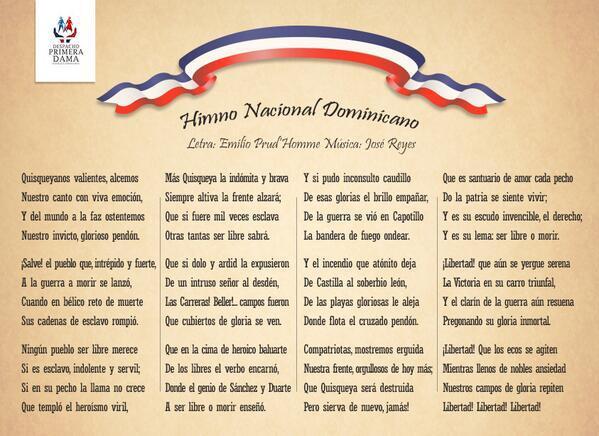 DESPACHO
PRIMERA
DAMA
Himno Nacional Dominicano
Letra: Emilio Prud'Homme Música: José Reyes
Quisqueyanos valientes, alcemos
Nuestro canto con viva emoción,
Y del mundo a la faz ostentemos
Nuestro invicto, glorioso pendón.
¡Salve! el pueblo que, intrépido y fuerte,
A la guerra a morir se lanzó,
Cuando en bélico reto de muerte
Sus cadenas de esclavo rompió.
Ningún pueblo ser libre merece
Si es esclavo, indolente y servil;
Si en su pecho la llama no crece
Que templó el heroísmo viril,
Más Quisqueya la indómita y brava
Siempre altiva la frente alzará;
Que si fuere mil veces esclava
Otras tantas ser libre sabrá.
Que si dolo y ardid la expusieron
De un intruso señor al desdén,
Las Carreras! Beller!.. campos fueron
Que cubiertos de gloria se ven.
Que en la cima de heroico baluarte
De los libres el verbo encarnó,
Donde el genio de Sánchez y Duarte
A ser libre o morir enseñó.
Y si pudo inconsulto caudillo
De esas glorias el brillo empañar,
De la guerra se vió en Capotillo
La bandera de fuego ondear.
Y el incendio que atónito deja
De Castilla al soberbio león,
De las playas gloriosas le aleja
Donde flota el cruzado pendón.
Compatriotas, mostremos erguida
Nuestra frente, orgullosos de hoy más;
Que Quisqueya será destruida
Pero sierva de nuevo, jamás!
Que es santuario de amor cada pecho
Do la patria se siente vivir;
Y es su escudo invencible, el derecho;
Y es su lema: ser libre o morir.
¡Libertad! que aún se yergue serena
La Victoria en su carro triunfal,
Y el clarín de la guerra aún resuena
Pregonando su gloria inmortal.
¡Libertad! Que los ecos se agiten
Mientras llenos de nobles ansiedad
Nuestros campos de gloria repiten
Libertad! Libertad! Libertad!